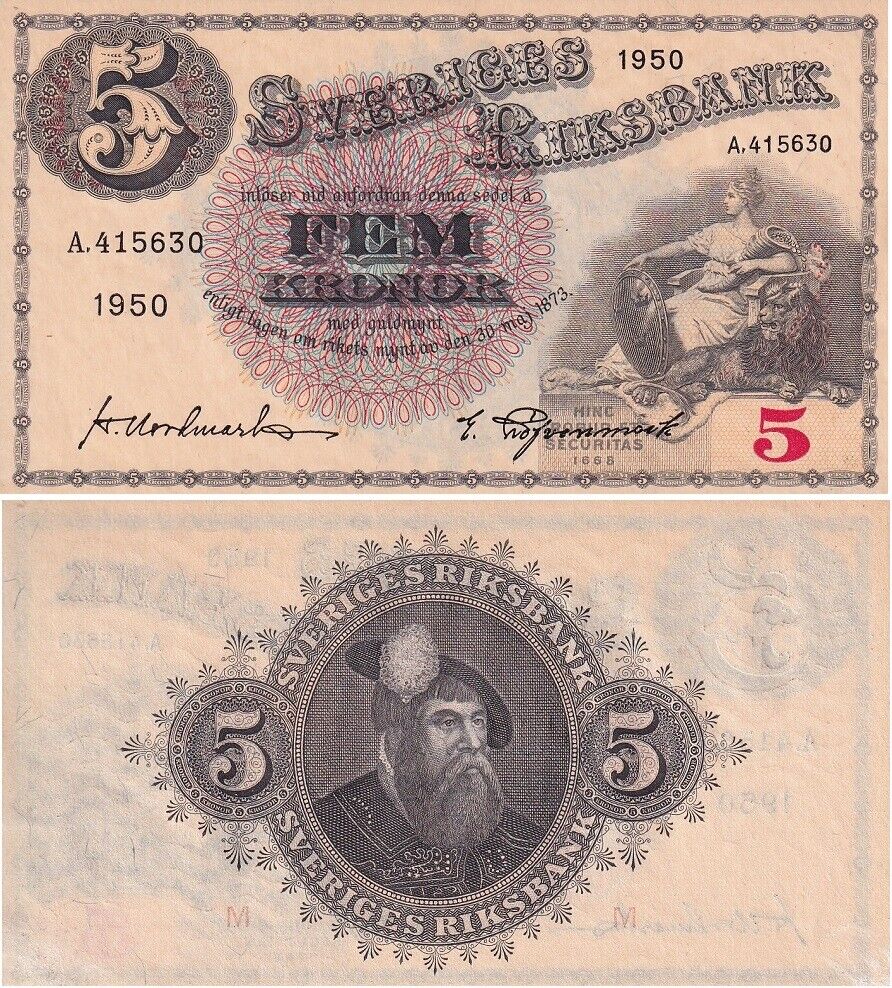 5
SVERIGES
RIKSBANK
1950
A.415630
inlöser vid anfordran denna sedel å
FEM
KRONOR
med guldmynt
enligt lagen om rikets mynt av den 30 maj 1873.
A.415630
1950
HINC
SECURITAS
1668
5
SVERIGES RIKSBANK
5
5
SVERIGES RIKSBANK
M
M